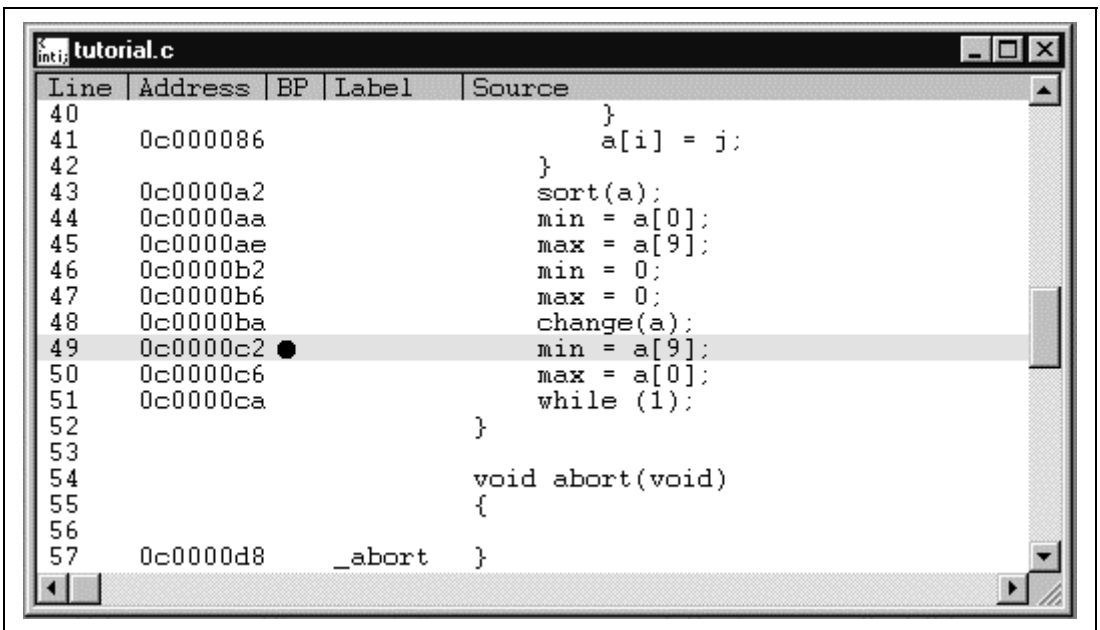 inti; tutorial.c
Line Address BP Label Source
40 }
41 0c000086 a[i] = j;
42 }
43 0c0000a2 sort(a);
44 0c0000aa min = a[0];
45 0c0000ae max = a[9];
46 0c0000b2 min = 0;
47 0c0000b6 max = 0;
48 0c0000ba change(a);
49 0c0000c2 ● min = a[9];
50 0c0000c6 max = a[0];
51 0c0000ca while (1);
52 }
53
54 void abort(void)
55 {
56
57 0c0000d8 _abort }